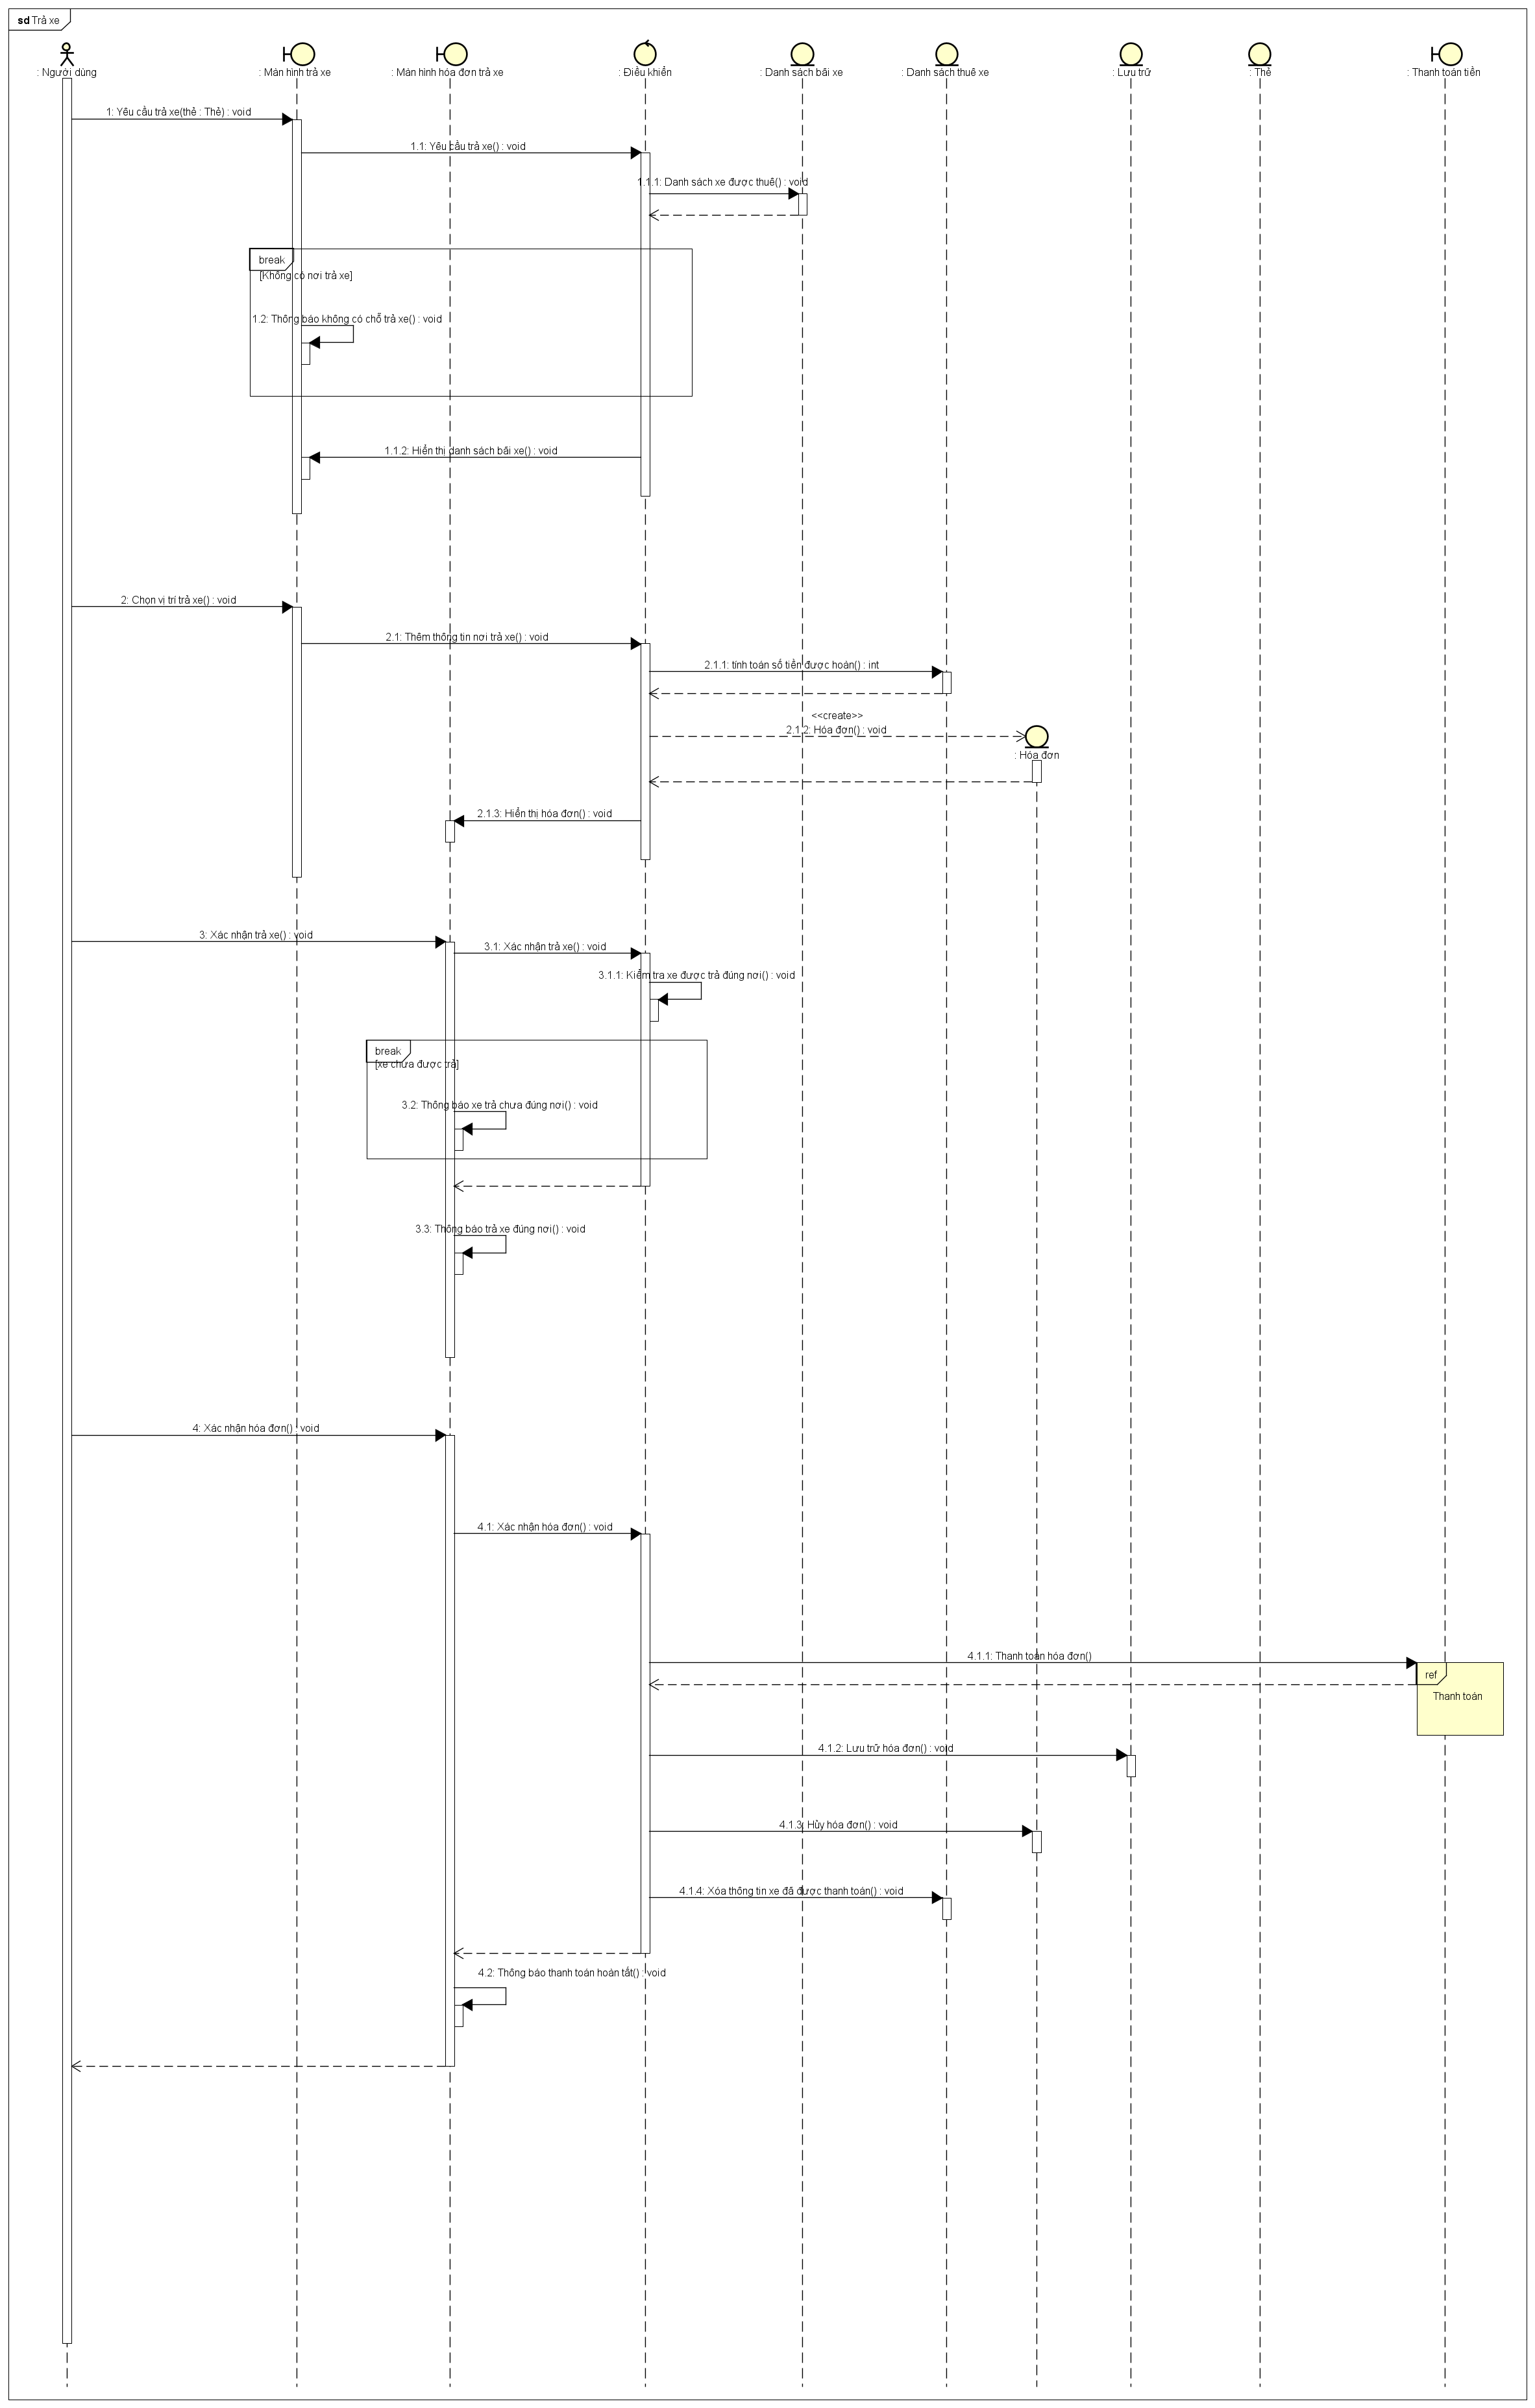 sd Trả xe
: Người dùng
: Màn hình trả xe
: Màn hình hóa đơn trả xe
: Điều khiển
: Danh sách bãi xe
: Danh sách thuê xe
: Lưu trữ
: Thẻ
: Thanh toán tiền
1: Yêu cầu trả xe(thẻ : Thẻ) : void
1.1: Yêu cầu trả xe() : void
1.1.1: Danh sách xe được thuê() : void
break
[Không có nơi trả xe]
1.2: Thông báo không có chỗ trả xe() : void
1.1.2: Hiển thị danh sách bãi xe() : void
2: Chọn vị trí trả xe() : void
2.1: Thêm thông tin nơi trả xe() : void
2.1.1: tính toán số tiền được hoàn() : int
<<create>>
2.1.2: Hóa đơn() : void
: Hóa đơn
2.1.3: Hiển thị hóa đơn() : void
3: Xác nhận trả xe() : void
3.1: Xác nhận trả xe() : void
3.1.1: Kiểm tra xe được trả đúng nơi() : void
break
[xe chưa được trả]
3.2: Thông báo xe trả chưa đúng nơi() : void
3.3: Thông báo trả xe đúng nơi() : void
4: Xác nhận hóa đơn() : void
4.1: Xác nhận hóa đơn() : void
4.1.1: Thanh toán hóa đơn()
ref
Thanh toán
4.1.2: Lưu trữ hóa đơn() : void
4.1.3: Hủy hóa đơn() : void
4.1.4: Xóa thông tin xe đã được thanh toán() : void
4.2: Thông báo thanh toán hoàn tất() : void